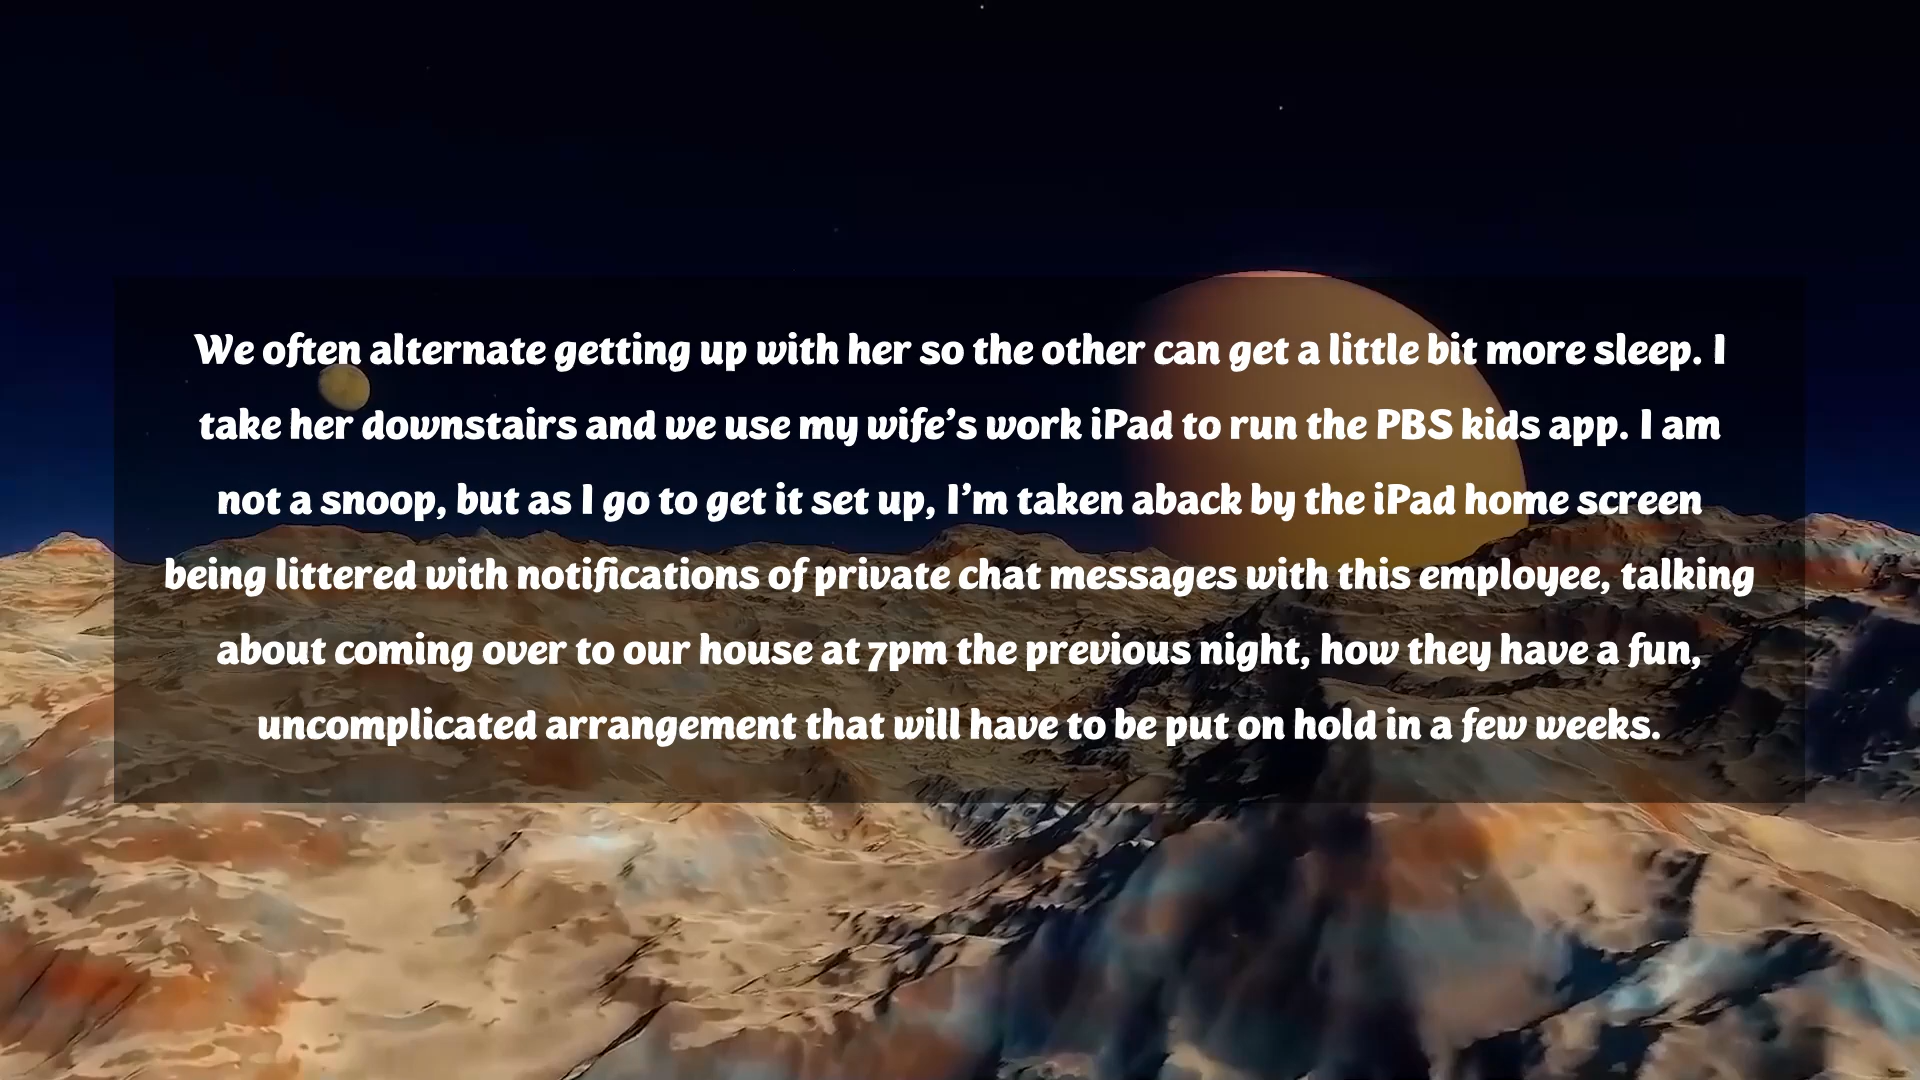 We often alternate getting up with her so the other can get a little bit more sleep. I
take her downstairs and we use my wife’s work iPad to run the PBS kids app. I am
not a snoop, but as I go to get it set up, I’m taken aback by the iPad home screen
being littered with notifications of private chat messages with this employee, talking
about coming over to our house at 7pm the previous night, how they have a fun,
uncomplicated arrangement that will have to be put on hold in a few weeks.